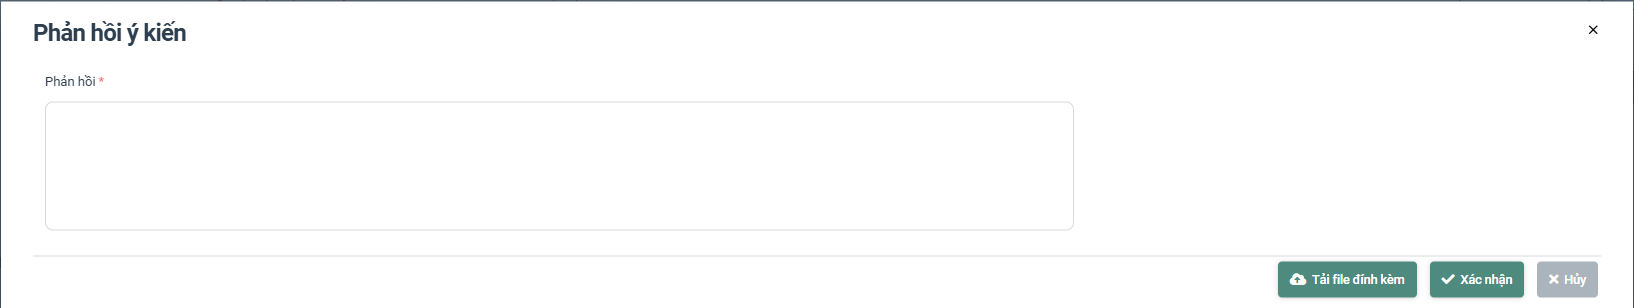 Phản hồi ý kiến
Phản hồi *
Tải file đính kèm Xác nhận Hủy